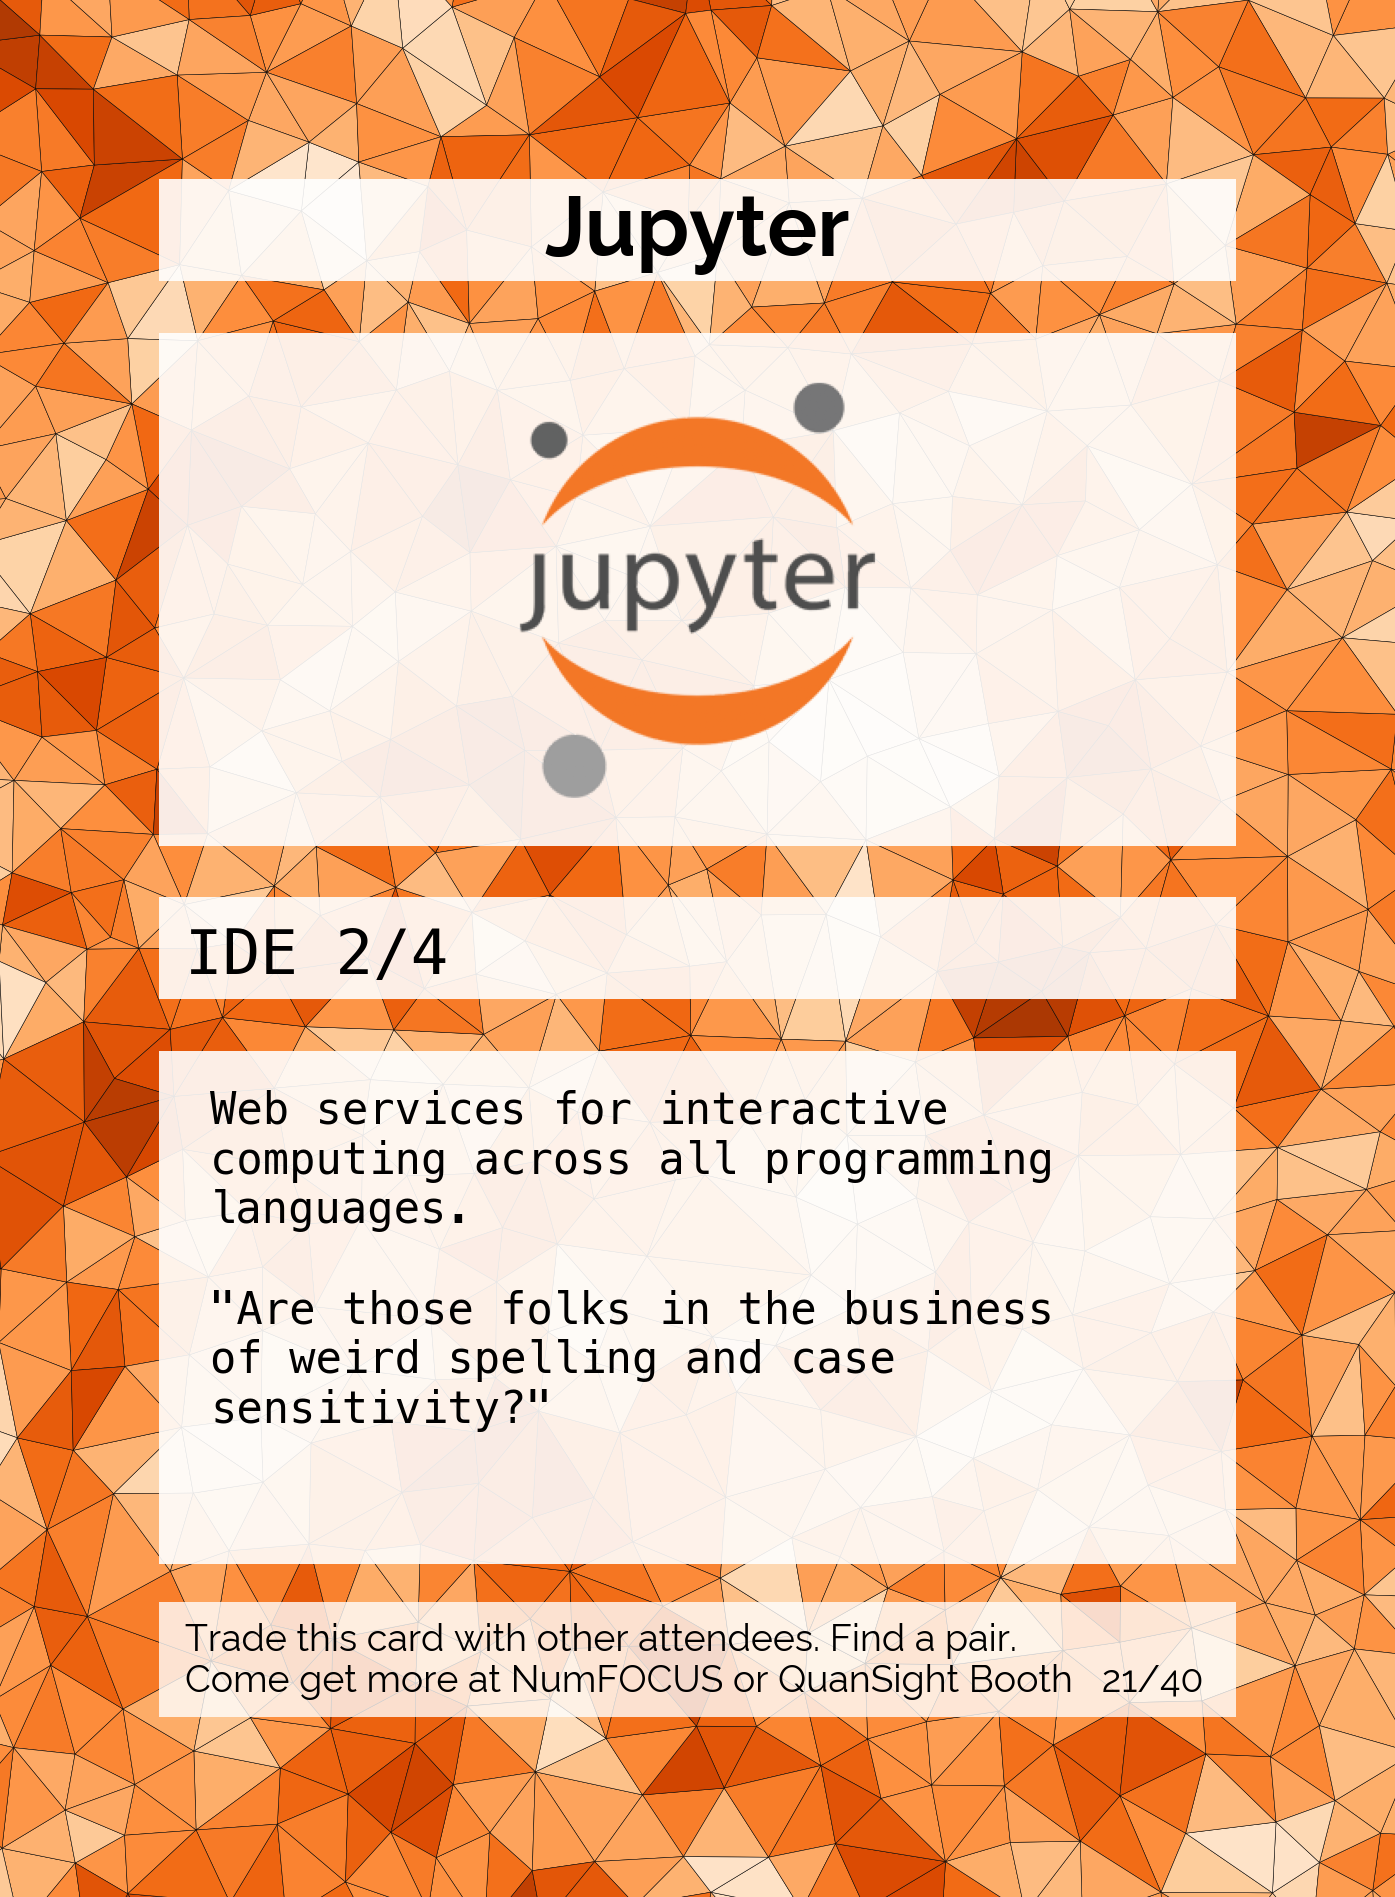 Jupyter
jupyter
IDE 2/4
Web services for interactive
computing across all programming
languages.
"Are those folks in the business
of weird spelling and case
sensitivity?"
Trade this card with other attendees. Find a pair.
Come get more at NumFOCUS or QuanSight Booth 21/40